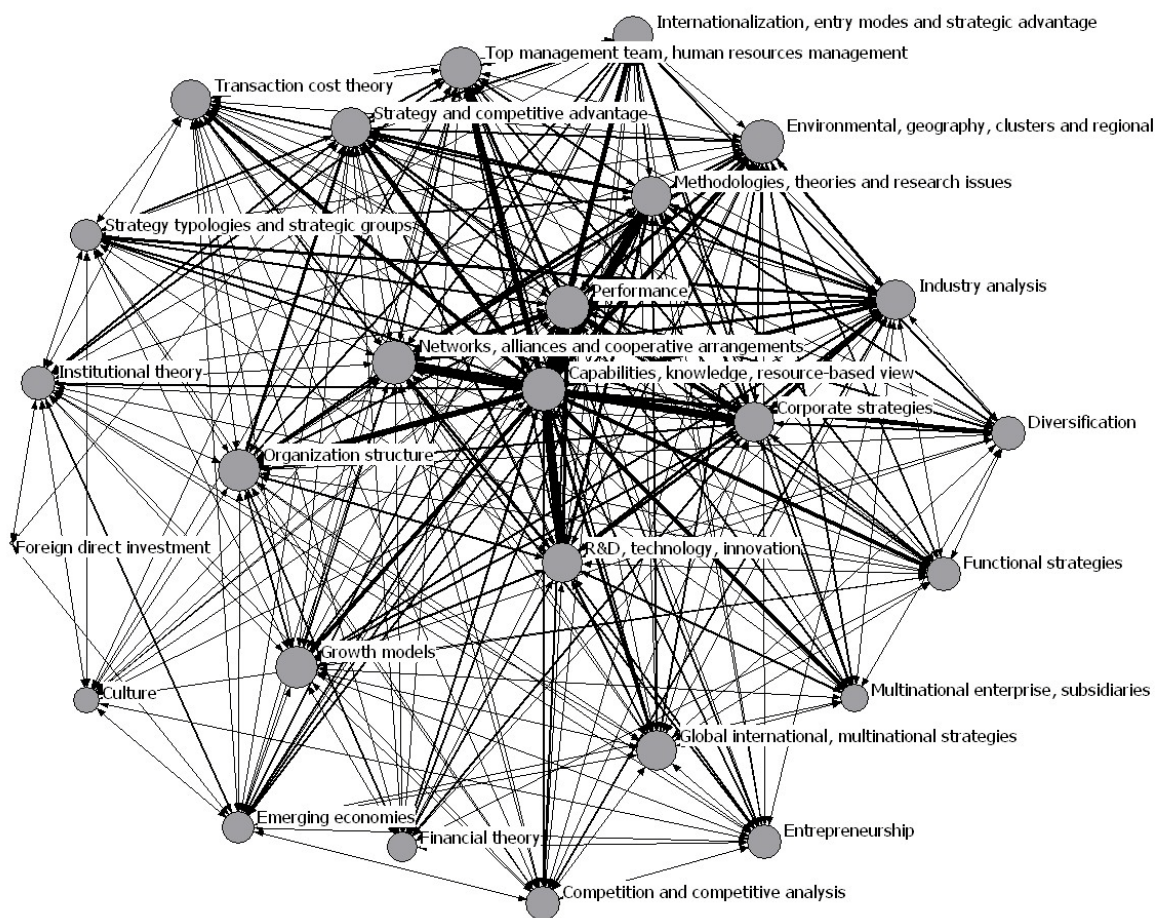 Internationalization, entry modes and strategic advantage
Top management team, human resources management
Transaction cost theory
Strategy and competitive advantage
Environmental, geography, clusters and regional
Methodologies, theories and research issues
Strategy typologies and strategic groups
Performance
Industry analysis
Networks, alliances and cooperative arrangements
Institutional theory
Capabilities, knowledge, resource-based view
Corporate strategies
Diversification
Organization structure
Foreign direct investment
R&D, technology, innovation
Functional strategies
Growth models
Culture
Multinational enterprise, subsidiaries
Global international, multinational strategies
Emerging economies
Financial theory
Entrepreneurship
Competition and competitive analysis